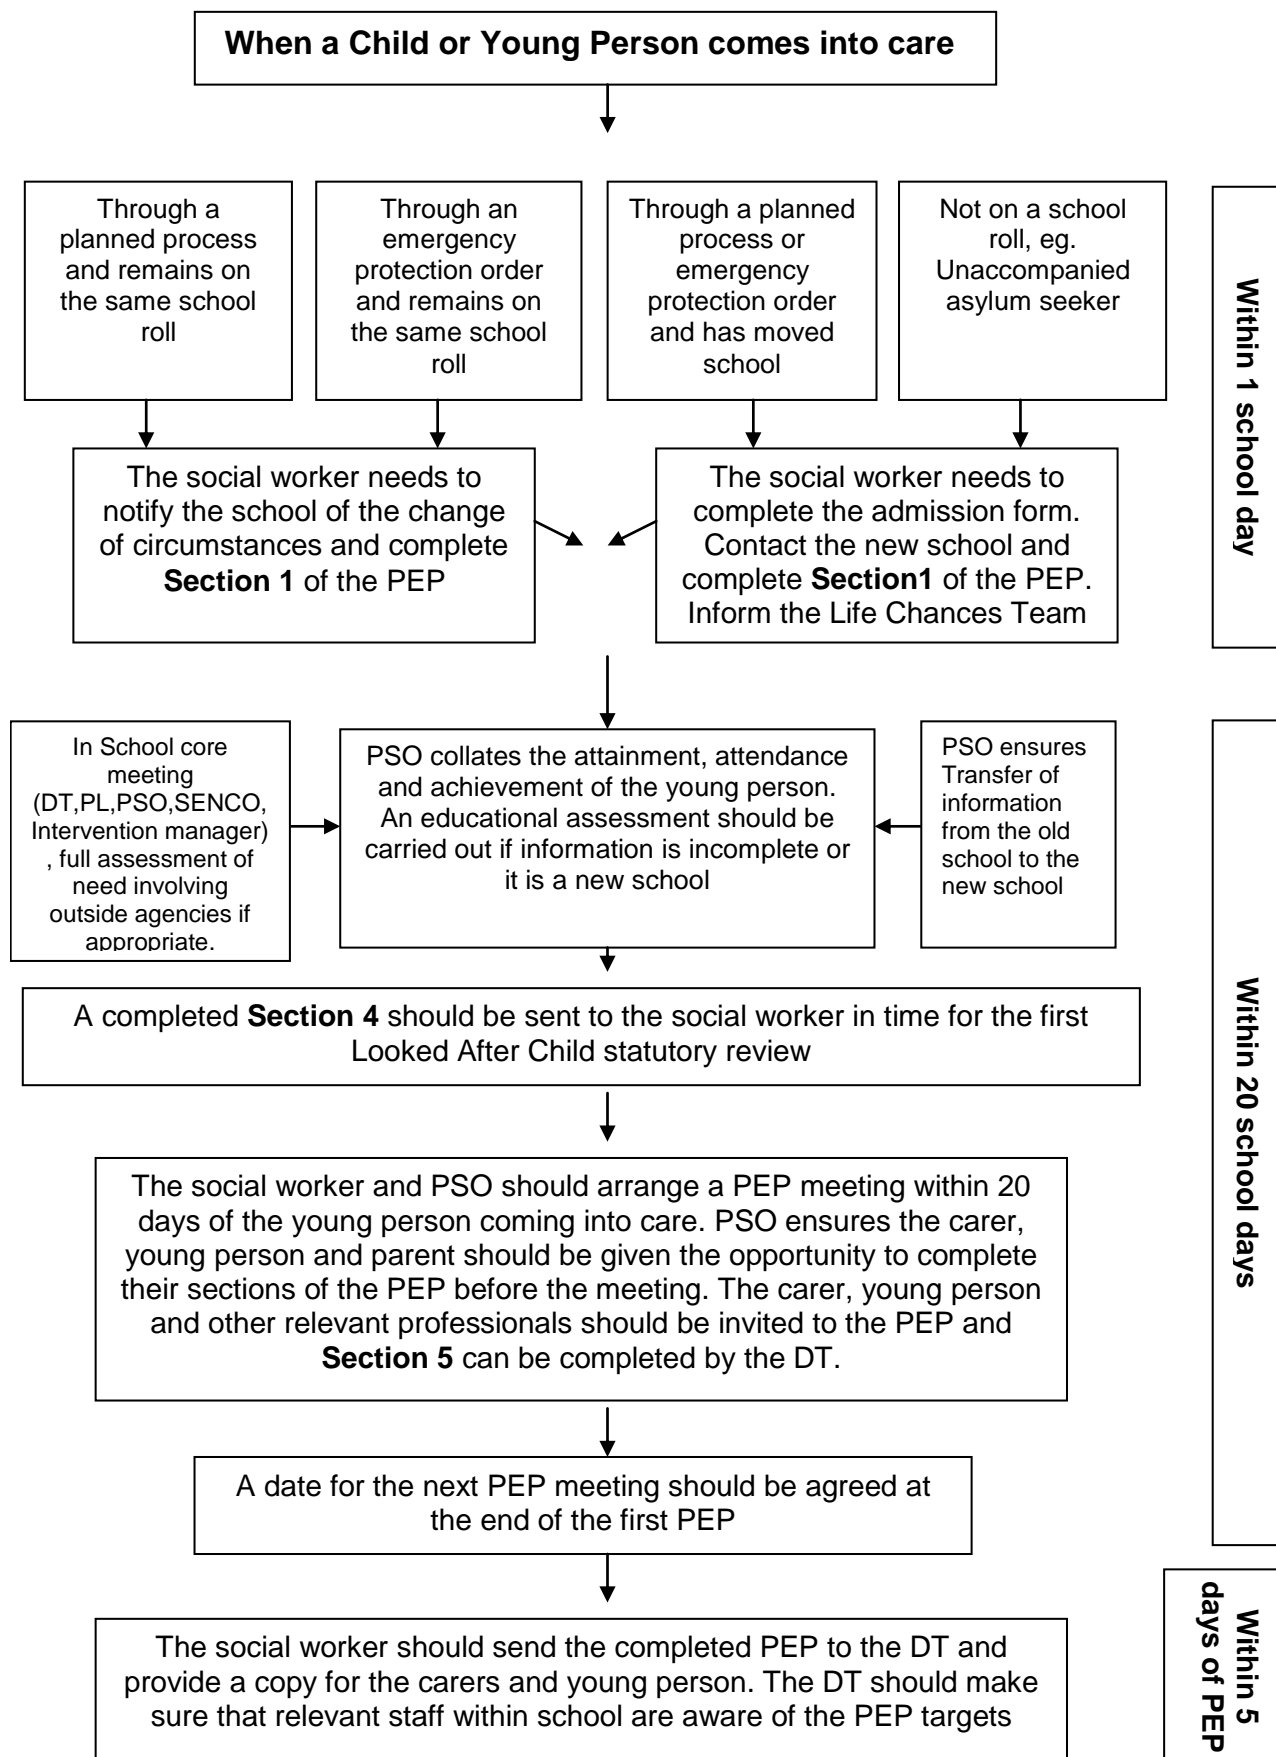 When a Child or Young Person comes into care
Through a
planned process
and remains on
the same school
roll
Through an
emergency
protection order
and remains on
the same school
roll
Through a planned
process or
emergency
protection order
and has moved
school
Not on a school
roll, eg.
Unaccompanied
asylum seeker
Within 1 school day
The social worker needs to
notify the school of the change
of circumstances and complete
Section 1 of the PEP
The social worker needs to
complete the admission form.
Contact the new school and
complete Section1 of the PEP.
Inform the Life Chances Team
In School core
meeting
(DT,PL,PSO,SENCO,
Intervention manager)
, full assessment of
need involving
outside agencies if
appropriate.
PSO collates the attainment, attendance
and achievement of the young person.
An educational assessment should be
carried out if information is incomplete or
it is a new school
PSO ensures
Transfer of
information
from the old
school to the
new school
Within 20 school days
A completed Section 4 should be sent to the social worker in time for the first
Looked After Child statutory review
The social worker and PSO should arrange a PEP meeting within 20
days of the young person coming into care. PSO ensures the carer,
young person and parent should be given the opportunity to complete
their sections of the PEP before the meeting. The carer, young person
and other relevant professionals should be invited to the PEP and
Section 5 can be completed by the DT.
A date for the next PEP meeting should be agreed at
the end of the first PEP
Within 5
days of PEP
The social worker should send the completed PEP to the DT and
provide a copy for the carers and young person. The DT should make
sure that relevant staff within school are aware of the PEP targets